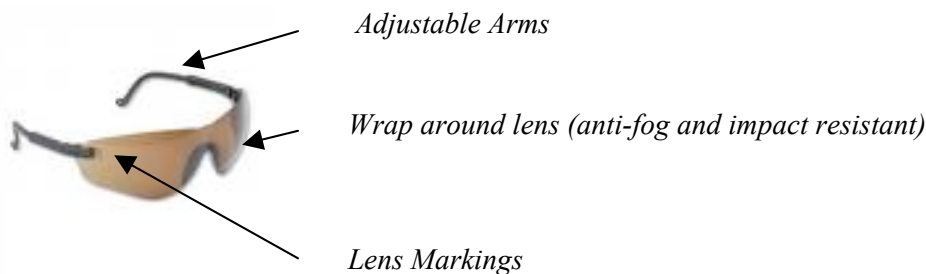 Adjustable Arms
Wrap around lens (anti-fog and impact resistant)
Lens Markings